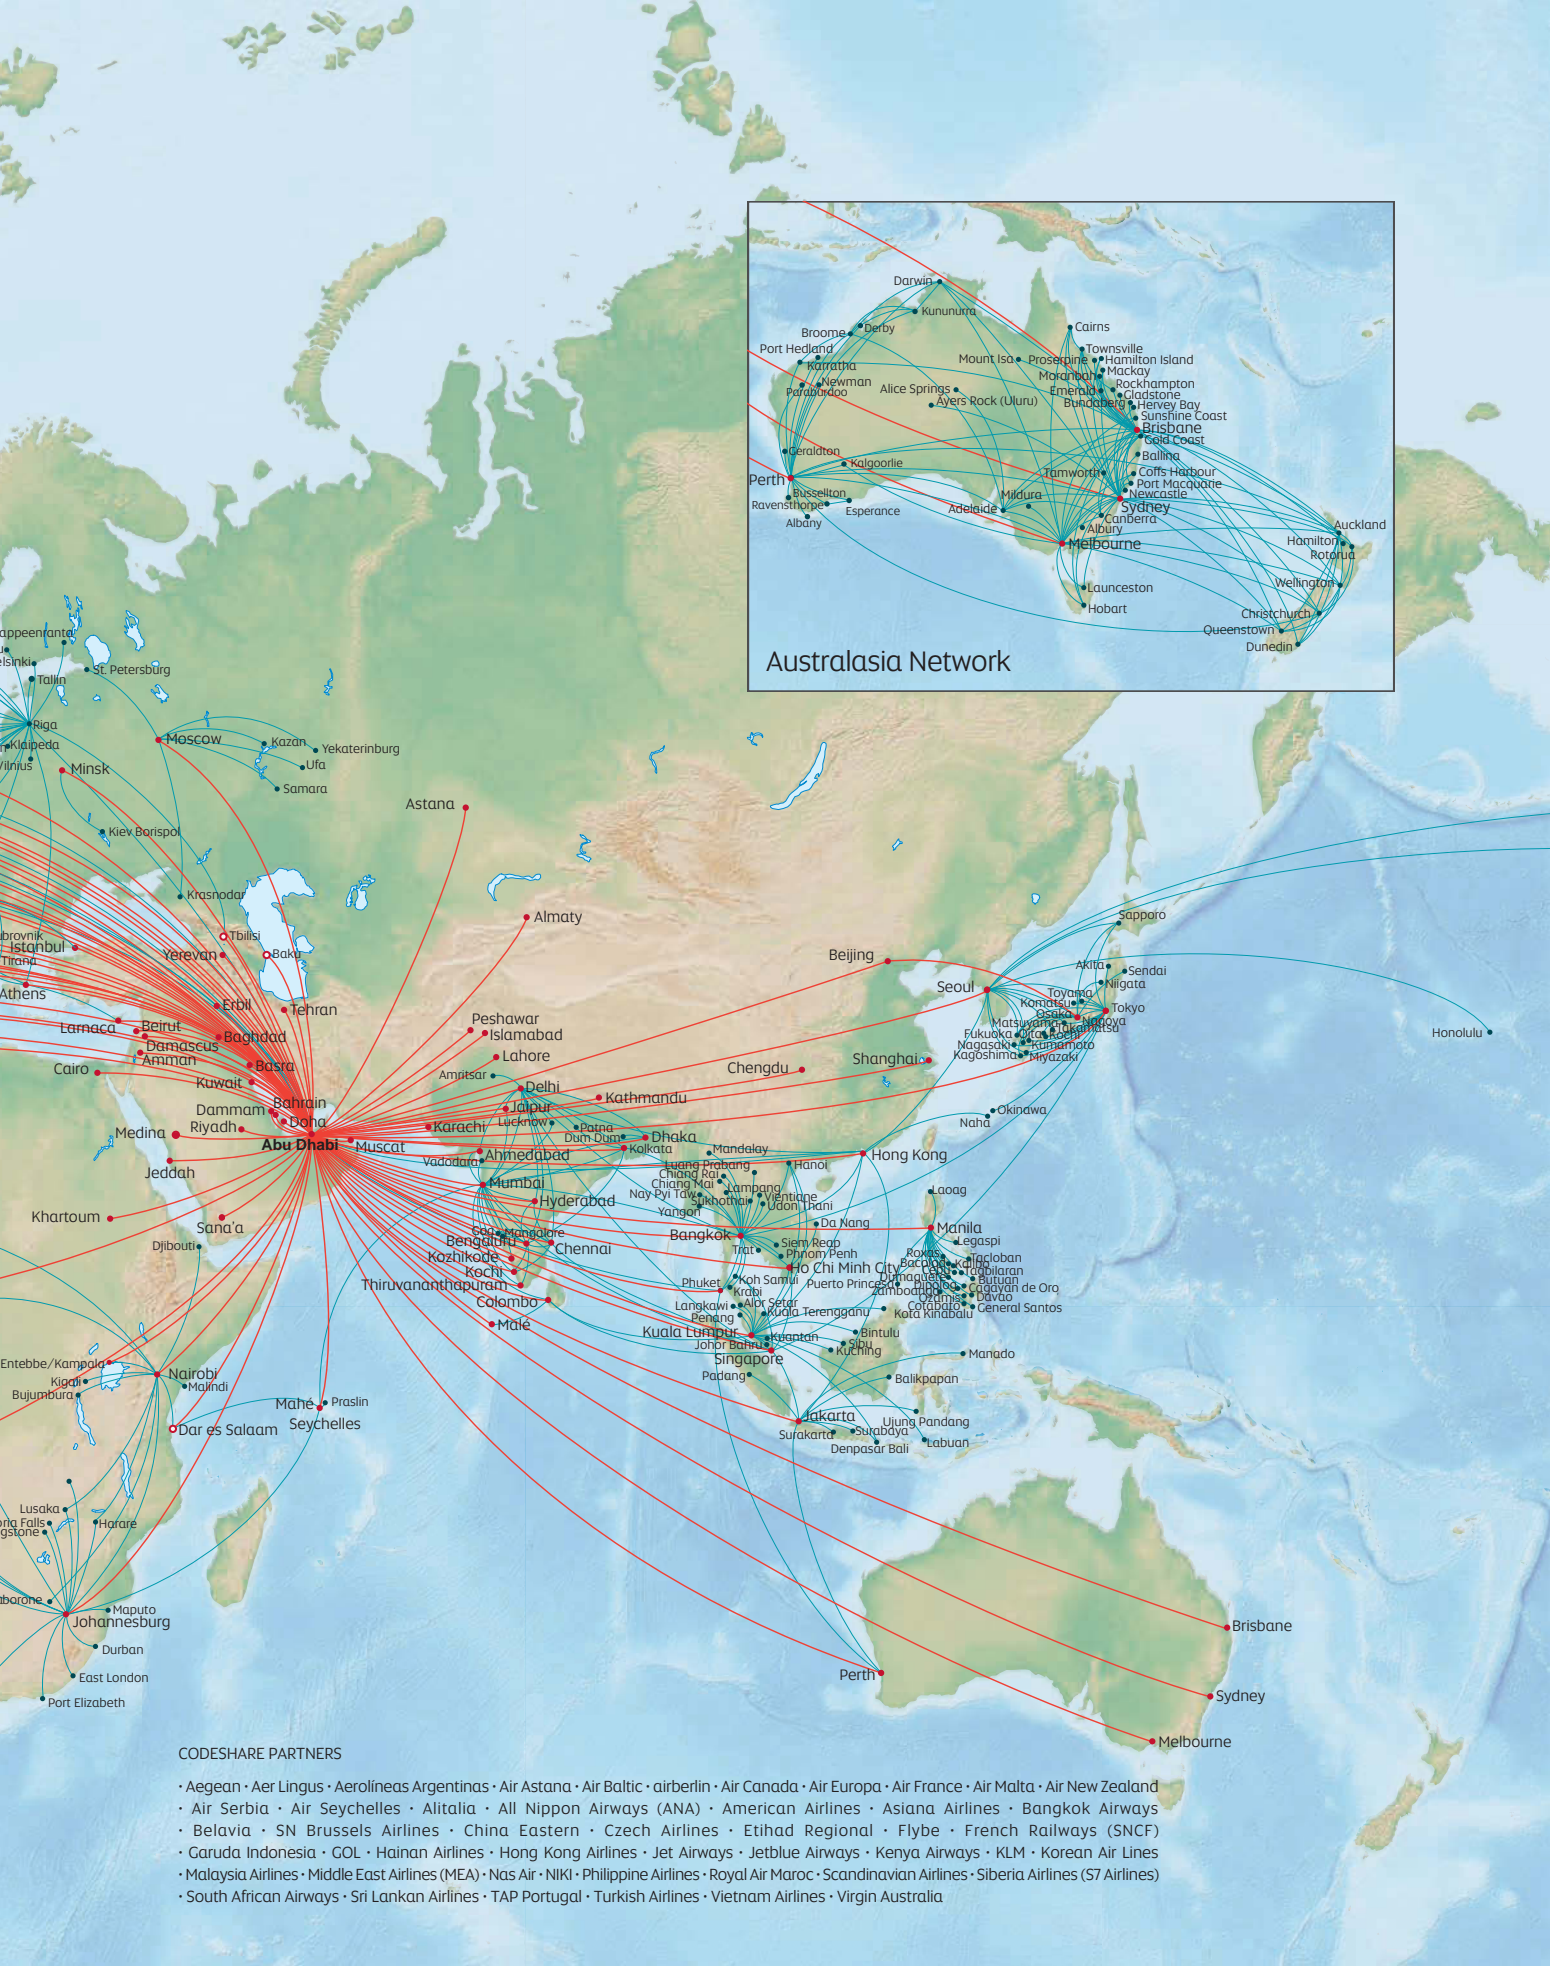 Darwin
Kununurra
Derby
Broome
Cairns
Port Hedland
Karratha
Mount Isa
Townsville
Proserpine
Hamilton Island
Mackay
Moranbah
Newman
Paraburdoo
Alice Springs
Rockhampton
Emerald
Gladstone
Ayers Rock (Uluru)
Bundaberg
Hervey Bay
Sunshine Coast
Brisbane
Gold Coast
Geraldton
Ballina
Kalgoorlie
Tamworth
Coffs Harbour
Perth
Port Macquarie
Busselton
Mildura
Newcastle
Ravensthorpe
Esperance
Adelaide
Sydney
Albany
Canberra
Albury
Auckland
Melbourne
Hamilton
Rotorua
Launceston
Wellington
Hobart
Christchurch
Queenstown
Dunedin
Australasia Network
appeenranta
elsinki
St. Petersburg
Tallin
Riga
Klaipeda
Vilnius
Moscow
Kazan
Yekaterinburg
Ufa
Minsk
Samara
Astana
Kiev Borispol
Krasnodar
Almaty
Sapporo
ubrovnik
Istanbul
Tirana
Tbilisi
Yerevan
Baku
Beijing
Akita
Sendai
Niigata
Athens
Seoul
Toyama
Komatsu
Erbil
Tehran
Tokyo
Osaka
Nagoya
Larnaca
Beirut
Peshawar
Matsuyama
Takamatsu
Honolulu
Damascus
Baghdad
Islamabad
Fukuoka
Oita
Kochi
Nagasaki
Kumamoto
Amman
Lahore
Kagoshima
Miyazaki
Cairo
Basra
Shanghai
Kuwait
Amritsar
Chengdu
Delhi
Bahrain
Dammam
Jaipur
Kathmandu
Okinawa
Naha
Riyadh
Doha
Lucknow
Karachi
Patna
Medina
Abu Dhabi
Muscat
Dum Dum
Dhaka
Kolkata
Mandalay
Hong Kong
Jeddah
Ahmedabad
Vadodara
Luang Prabang
Hanoi
Chiang Rai
Mumbai
Chiang Mai
Lampang
Laoag
Nay Pyi Taw
Vientiane
Hyderabad
Sukhothai
Udon Thani
Yangon
Khartoum
Sana'a
Da Nang
Manila
Goa
Mangalore
Bangkok
Djibouti
Bengaluru
Chennai
Siem Reap
Legaspi
Trat
Phnom Penh
Kozhikode
Roxas
Tacloban
Bacolod
Kalibo
Kochi
Ho Chi Minh City
Cebu
Tagbilaran
Thiruvananthapuram
Phuket
Koh Samui
Puerto Princesa
Dumaguete
Butuan
Dipolog
Cagayan de Oro
Krabi
Zamboanga
Ozamis
Davao
Colombo
Langkawi
Alor Setar
Cotabato
General Santos
Penang
Kuala Terengganu
Kota Kinabalu
Malé
Kuala Lumpur
Kuantan
Bintulu
Johor Bahru
Sibu
Kuching
Singapore
Manado
Entebbe/Kampala
Nairobi
Padang
Balikpapan
Kigali
Malindi
Bujumbura
Mahé
Seychelles
Praslin
Jakarta
Ujung Pandang
Dar es Salaam
Surakarta
Surabaya
Denpasar Bali
Labuan
Lusaka
oria Falls
gstone
Harare
aborone
Maputo
Johannesburg
Durban
East London
Port Elizabeth
Brisbane
Perth
Sydney
Melbourne
CODESHARE PARTNERS
· Aegean · Aer Lingus · Aerolíneas Argentinas · Air Astana · Air Baltic · airberlin · Air Canada · Air Europa · Air France · Air Malta · Air New Zealand
· Air Serbia · Air Seychelles · Alitalia · All Nippon Airways (ANA) · American Airlines · Asiana Airlines · Bangkok Airways
· Belavia · SN Brussels Airlines · China Eastern · Czech Airlines · Etihad Regional · Flybe · French Railways (SNCF)
· Garuda Indonesia · GOL · Hainan Airlines · Hong Kong Airlines · Jet Airways · Jetblue Airways · Kenya Airways · KLM · Korean Air Lines
· Malaysia Airlines · Middle East Airlines (MEA) · Nas Air · NIKI · Philippine Airlines · Royal Air Maroc · Scandinavian Airlines · Siberia Airlines (S7 Airlines)
· South African Airways · Sri Lankan Airlines · TAP Portugal · Turkish Airlines · Vietnam Airlines · Virgin Australia